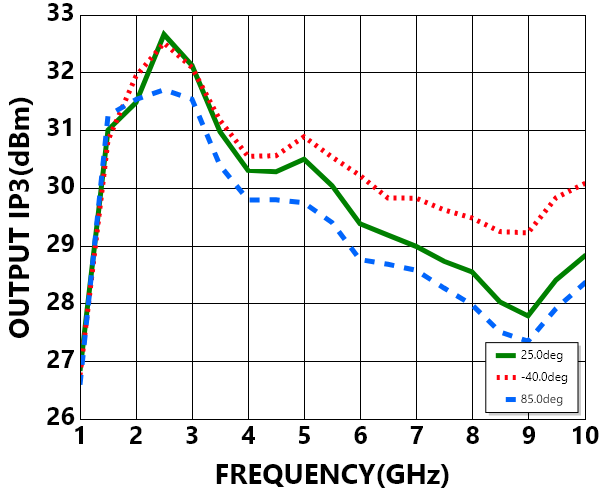 33
32
31
30
29
28
27
26
OUTPUT IP3(dBm)
25.0deg
-40.0deg
85.0deg
1 2 3 4 5 6 7 8 9 10
FREQUENCY(GHz)